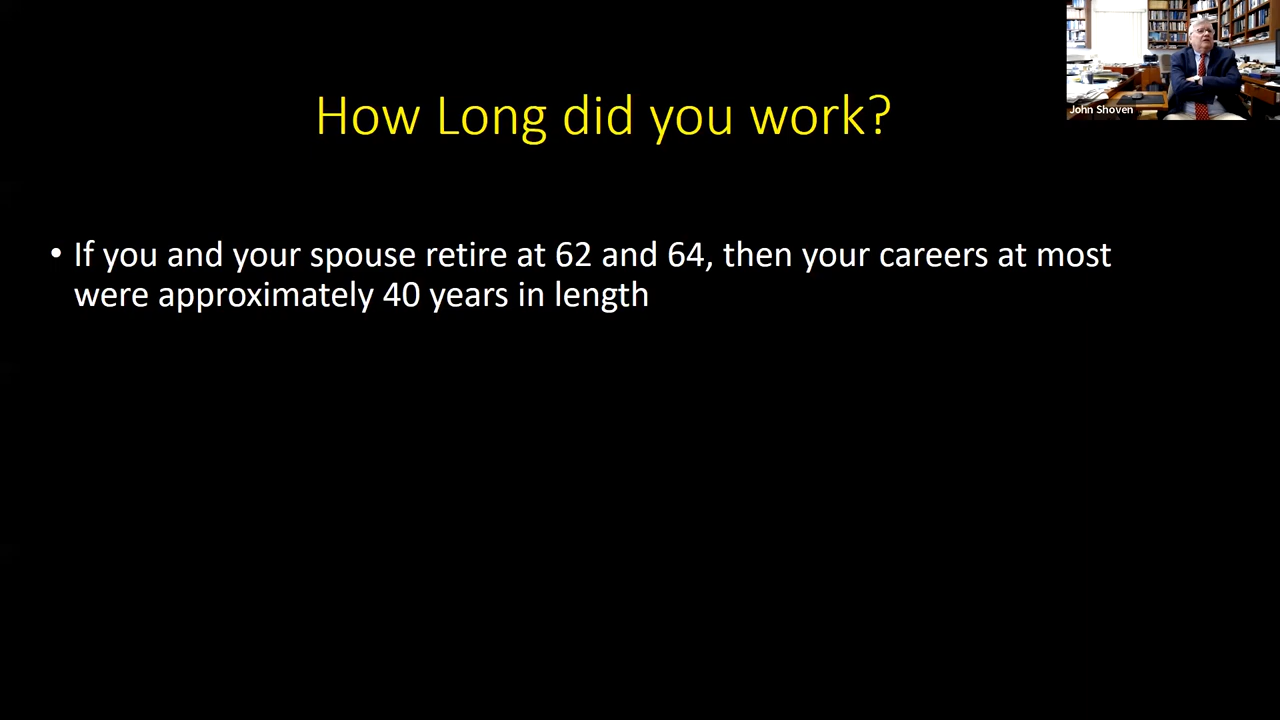 John Shoven
How Long did you work?
• If you and your spouse retire at 62 and 64, then your careers at most
were approximately 40 years in length